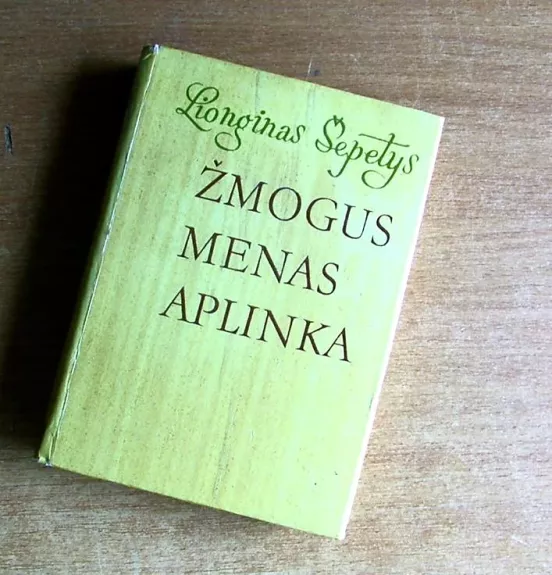 Lionginas Šepetys
ŽMOGUS
MENAS
APLINKA